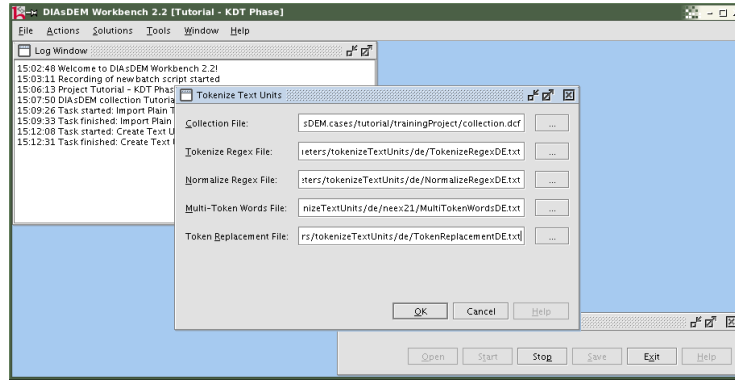 DIAsDEM Workbench 2.2 [Tutorial - KDT Phase]
File Actions Solutions Tools Window Help
Log Window
15:02:48 Welcome to DIAsDEM Workbench 2.2!
15:03:11 Recording of new batch script started
15:06:13 Project Tutorial - KDT Phas
15:07:50 DIAsDEM collection Tutoria
15:09:26 Task started: Import Plain T
15:09:33 Task finished: Import Plain
15:12:08 Task started: Create Text U
15:12:31 Task finished: Create Text
Tokenize Text Units
Collection File: sDEM.cases/tutorial/trainingProject/collection.dcf ...
Tokenize Regex File: eters/tokenizeTextUnits/de/TokenizeRegexDE.txt ...
Normalize Regex File: eters/tokenizeTextUnits/de/NormalizeRegexDE.txt ...
Multi-Token Words File: nizeTextUnits/de/neex21/MultiTokenWordsDE.txt ...
Token Replacement File: rs/tokenizeTextUnits/de/TokenReplacementDE.txt ...
OK Cancel Help
Open Start Stop Save Exit Help